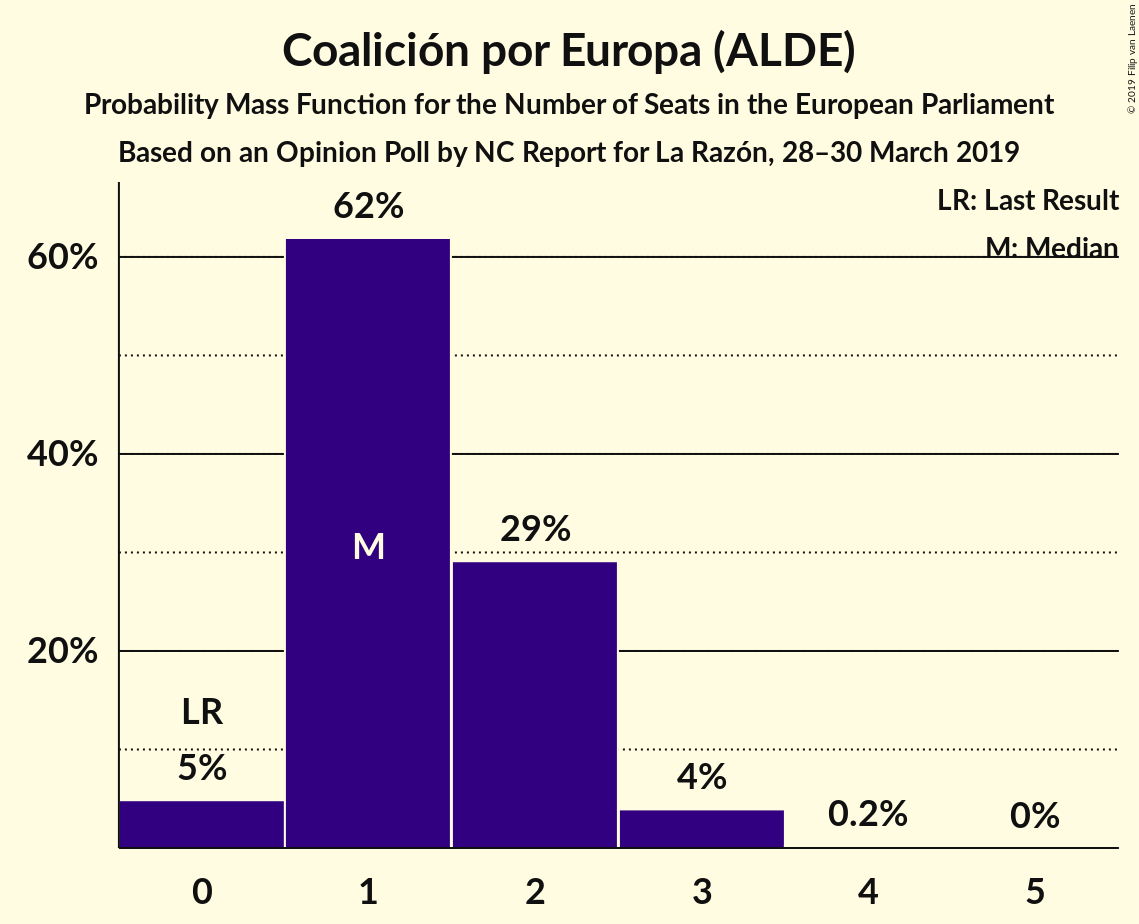 Coalición por Europa (ALDE)
Probability Mass Function for the Number of Seats in the European Parliament
Based on an Opinion Poll by NC Report for La Razón, 28–30 March 2019
© 2019 Filip van Laenen
LR: Last Result
M: Median
62%
60%
40%
29%
M
20%
LR
5%
4%
0.2%
0%
0 1 2 3 4 5